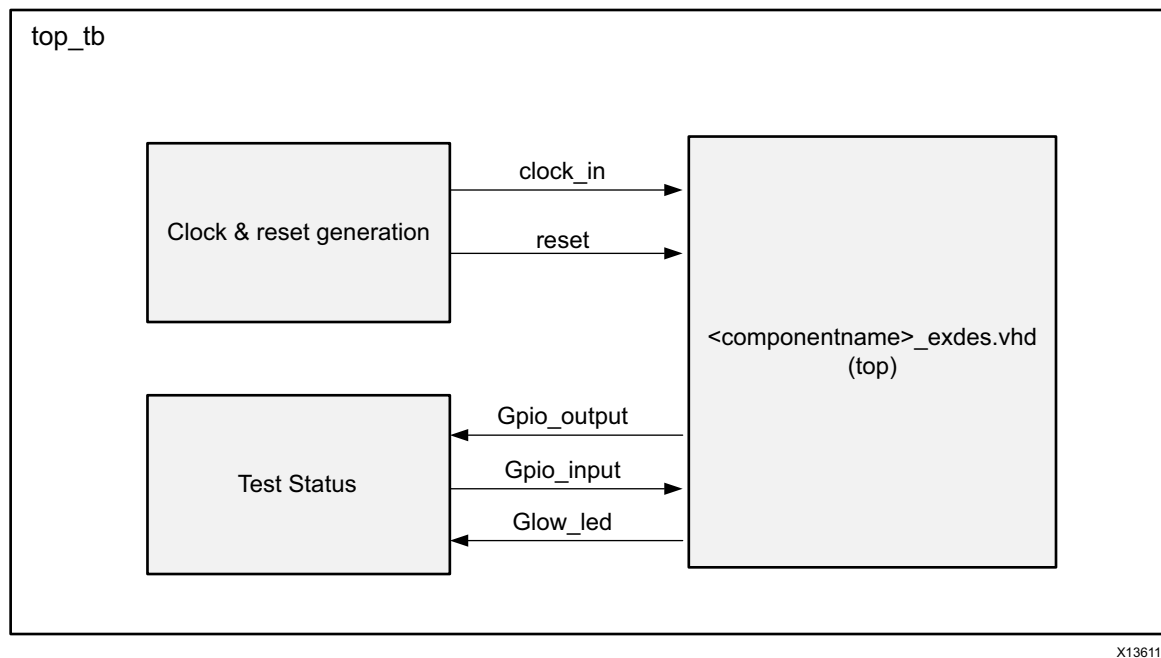 top_tb
Clock & reset generation
clock_in
reset
<componentname>_exdes.vhd
(top)
Test Status
Gpio_output
Gpio_input
Glow_led
X13611